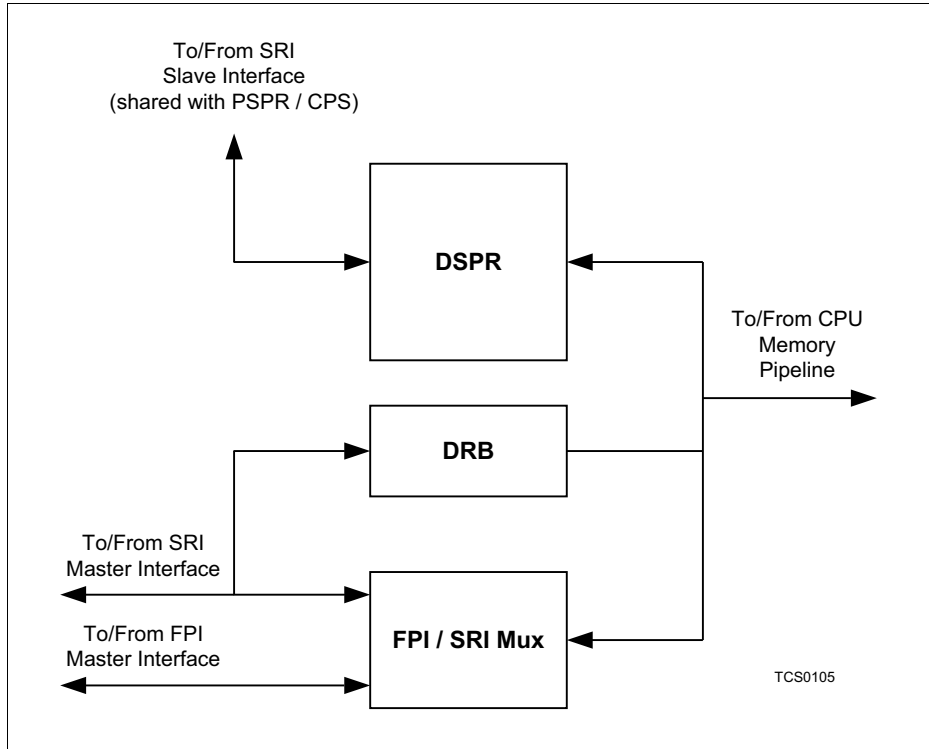 To/From SRI
Slave Interface
(shared with PSPR / CPS)
DSPR
To/From CPU
Memory
Pipeline
DRB
To/From SRI
Master Interface
To/From FPI
Master Interface
FPI / SRI Mux
TCS0105